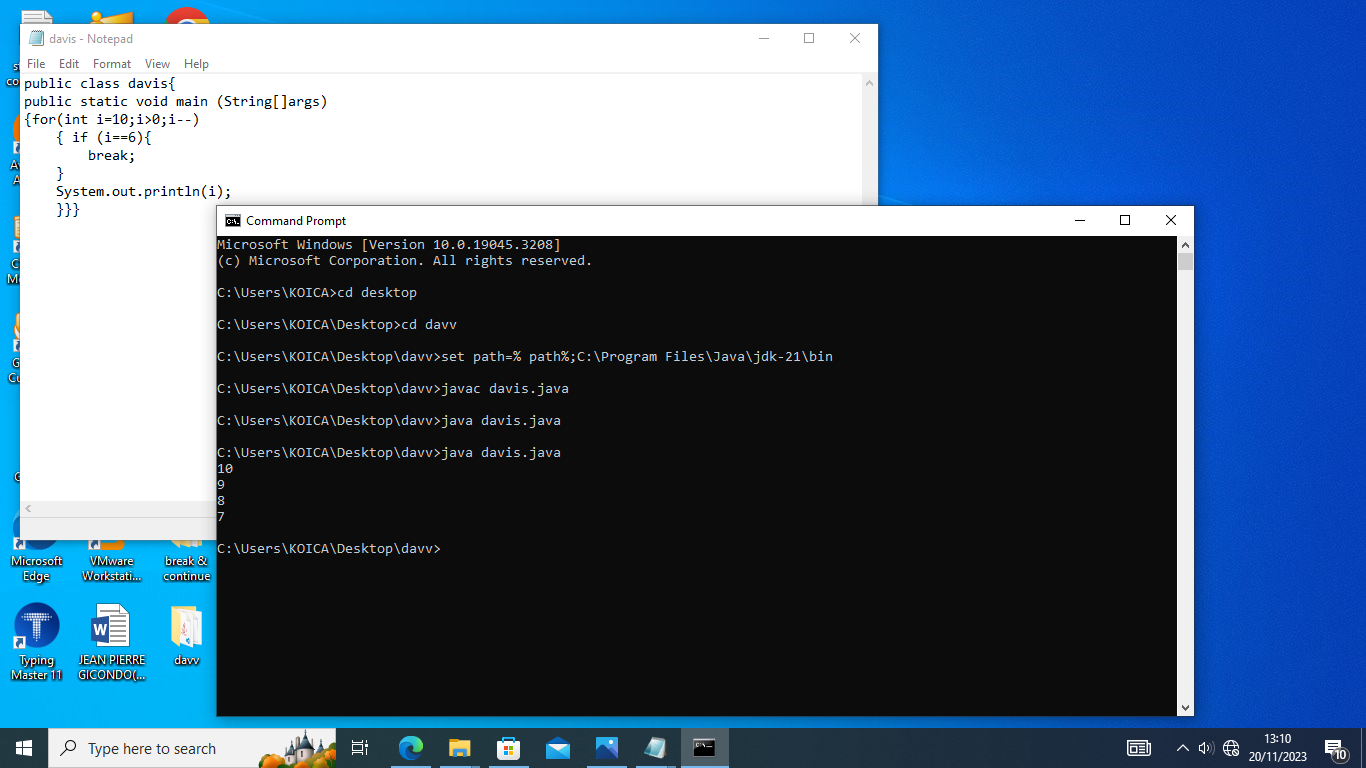 davis - Notepad
File Edit Format View Help
public class davis{
public static void main (String[]args)
{for(int i=10;i>0;i--)
    { if (i==6){
        break;
    }
    System.out.println(i);
    }}}
Command Prompt
Microsoft Windows [Version 10.0.19045.3208]
(c) Microsoft Corporation. All rights reserved.
C:\Users\KOICA>cd desktop
C:\Users\KOICA\Desktop>cd davv
C:\Users\KOICA\Desktop\davv>set path=% path%;C:\Program Files\Java\jdk-21\bin
C:\Users\KOICA\Desktop\davv>javac davis.java
C:\Users\KOICA\Desktop\davv>java davis.java
C:\Users\KOICA\Desktop\davv>java davis.java
10
9
8
7
C:\Users\KOICA\Desktop\davv>
Microsoft Edge
VMware Workstati...
break & continue
Typing Master 11
JEAN PIERRE GICONDO(...
davv
Type here to search
13:10
20/11/2023
10